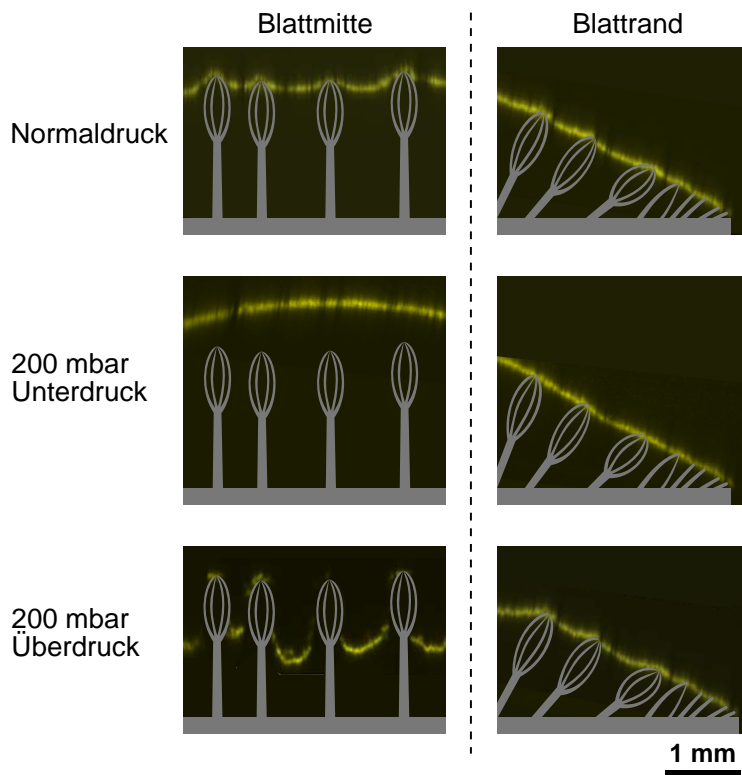 Blattmitte
Blattrand
Normaldruck
200 mbar
Unterdruck
200 mbar
Überdruck
1 mm